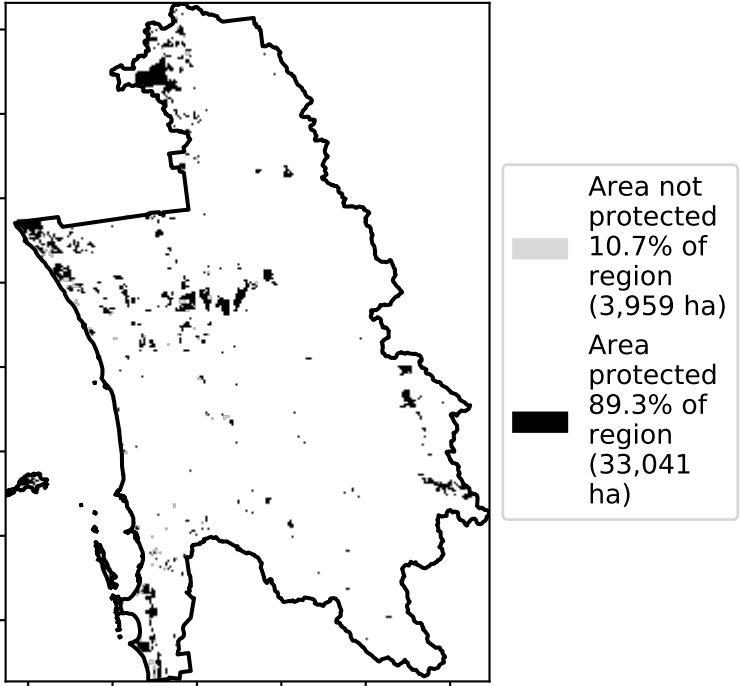 Area not
protected
10.7% of
region
(3,959 ha)
Area
protected
89.3% of
region
(33,041
ha)